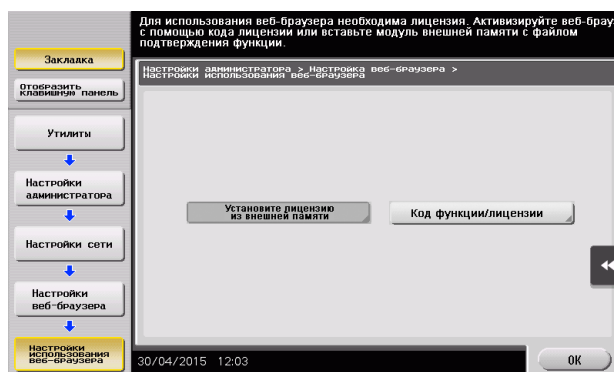 Для использования веб-браузера необходима лицензия. Активизируйте веб-брау
с помощью кода лицензии или вставьте модуль внешней памяти с файлом
подтверждения функции.
Закладка
Отобразить
клавишную панель
Настройки администратора > Настройка веб-браузера >
Настройки использования веб-браузера
Утилиты
Настройки
администратора
Установите лицензию
из внешней памяти
Код функции/лицензии
Настройки сети
Настройки
веб-браузера
Настройки
использования
веб-браузера
30/04/2015 12:03
OK